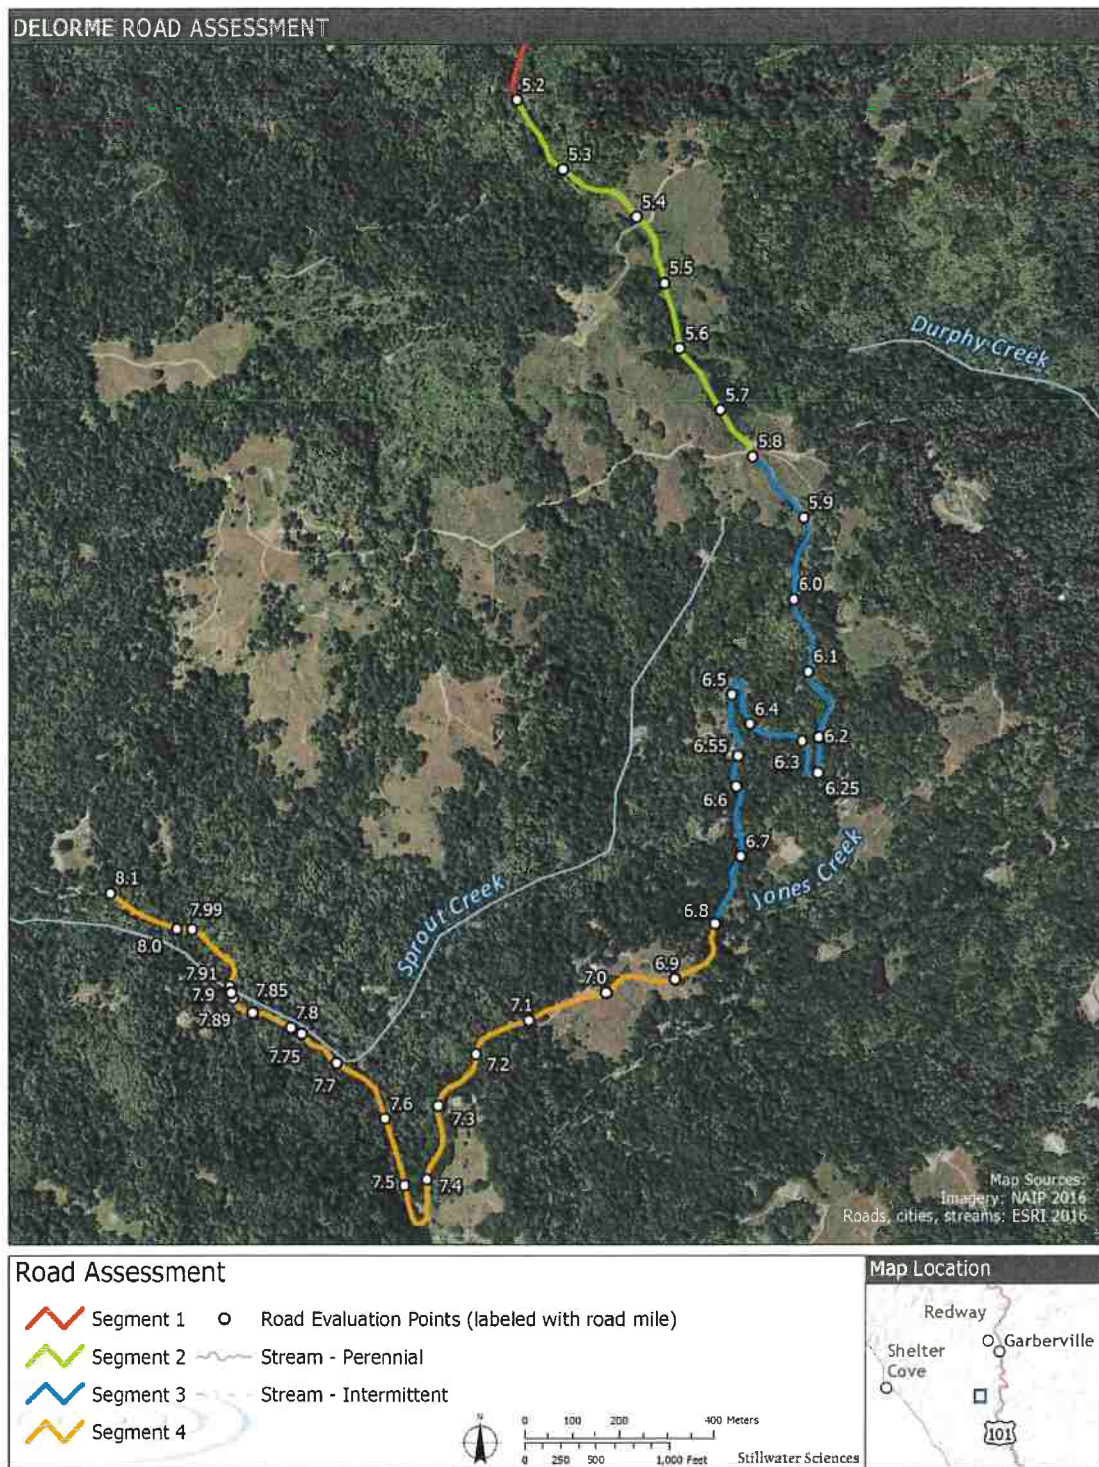 DELORME ROAD ASSESSMENT
5.2
5.3
5.4
5.5
5.6
Durphy Creek
5.7
5.8
5.9
6.0
6.1
6.5
6.4
6.2
6.3
6.55
6.25
6.6
6.7
Jones Creek
8.1
Sprout Creek
6.8
7.99
8.0
6.9
7.91
7.0
7.9
7.85
7.89
7.8
7.1
7.75
7.2
7.7
7.6
7.3
7.5
7.4
Map Sources:
Imagery: NAIP 2016
Roads, cities, streams: ESRI 2016
Road Assessment
Segment 1
Road Evaluation Points (labeled with road mile)
Segment 2
Stream - Perennial
Segment 3
Stream - Intermittent
Segment 4
N
0 100 200 400 Meters
0 250 500 1,000 Feet
Stillwater Sciences
Map Location
Redway
Garberville
Shelter
Cove
101